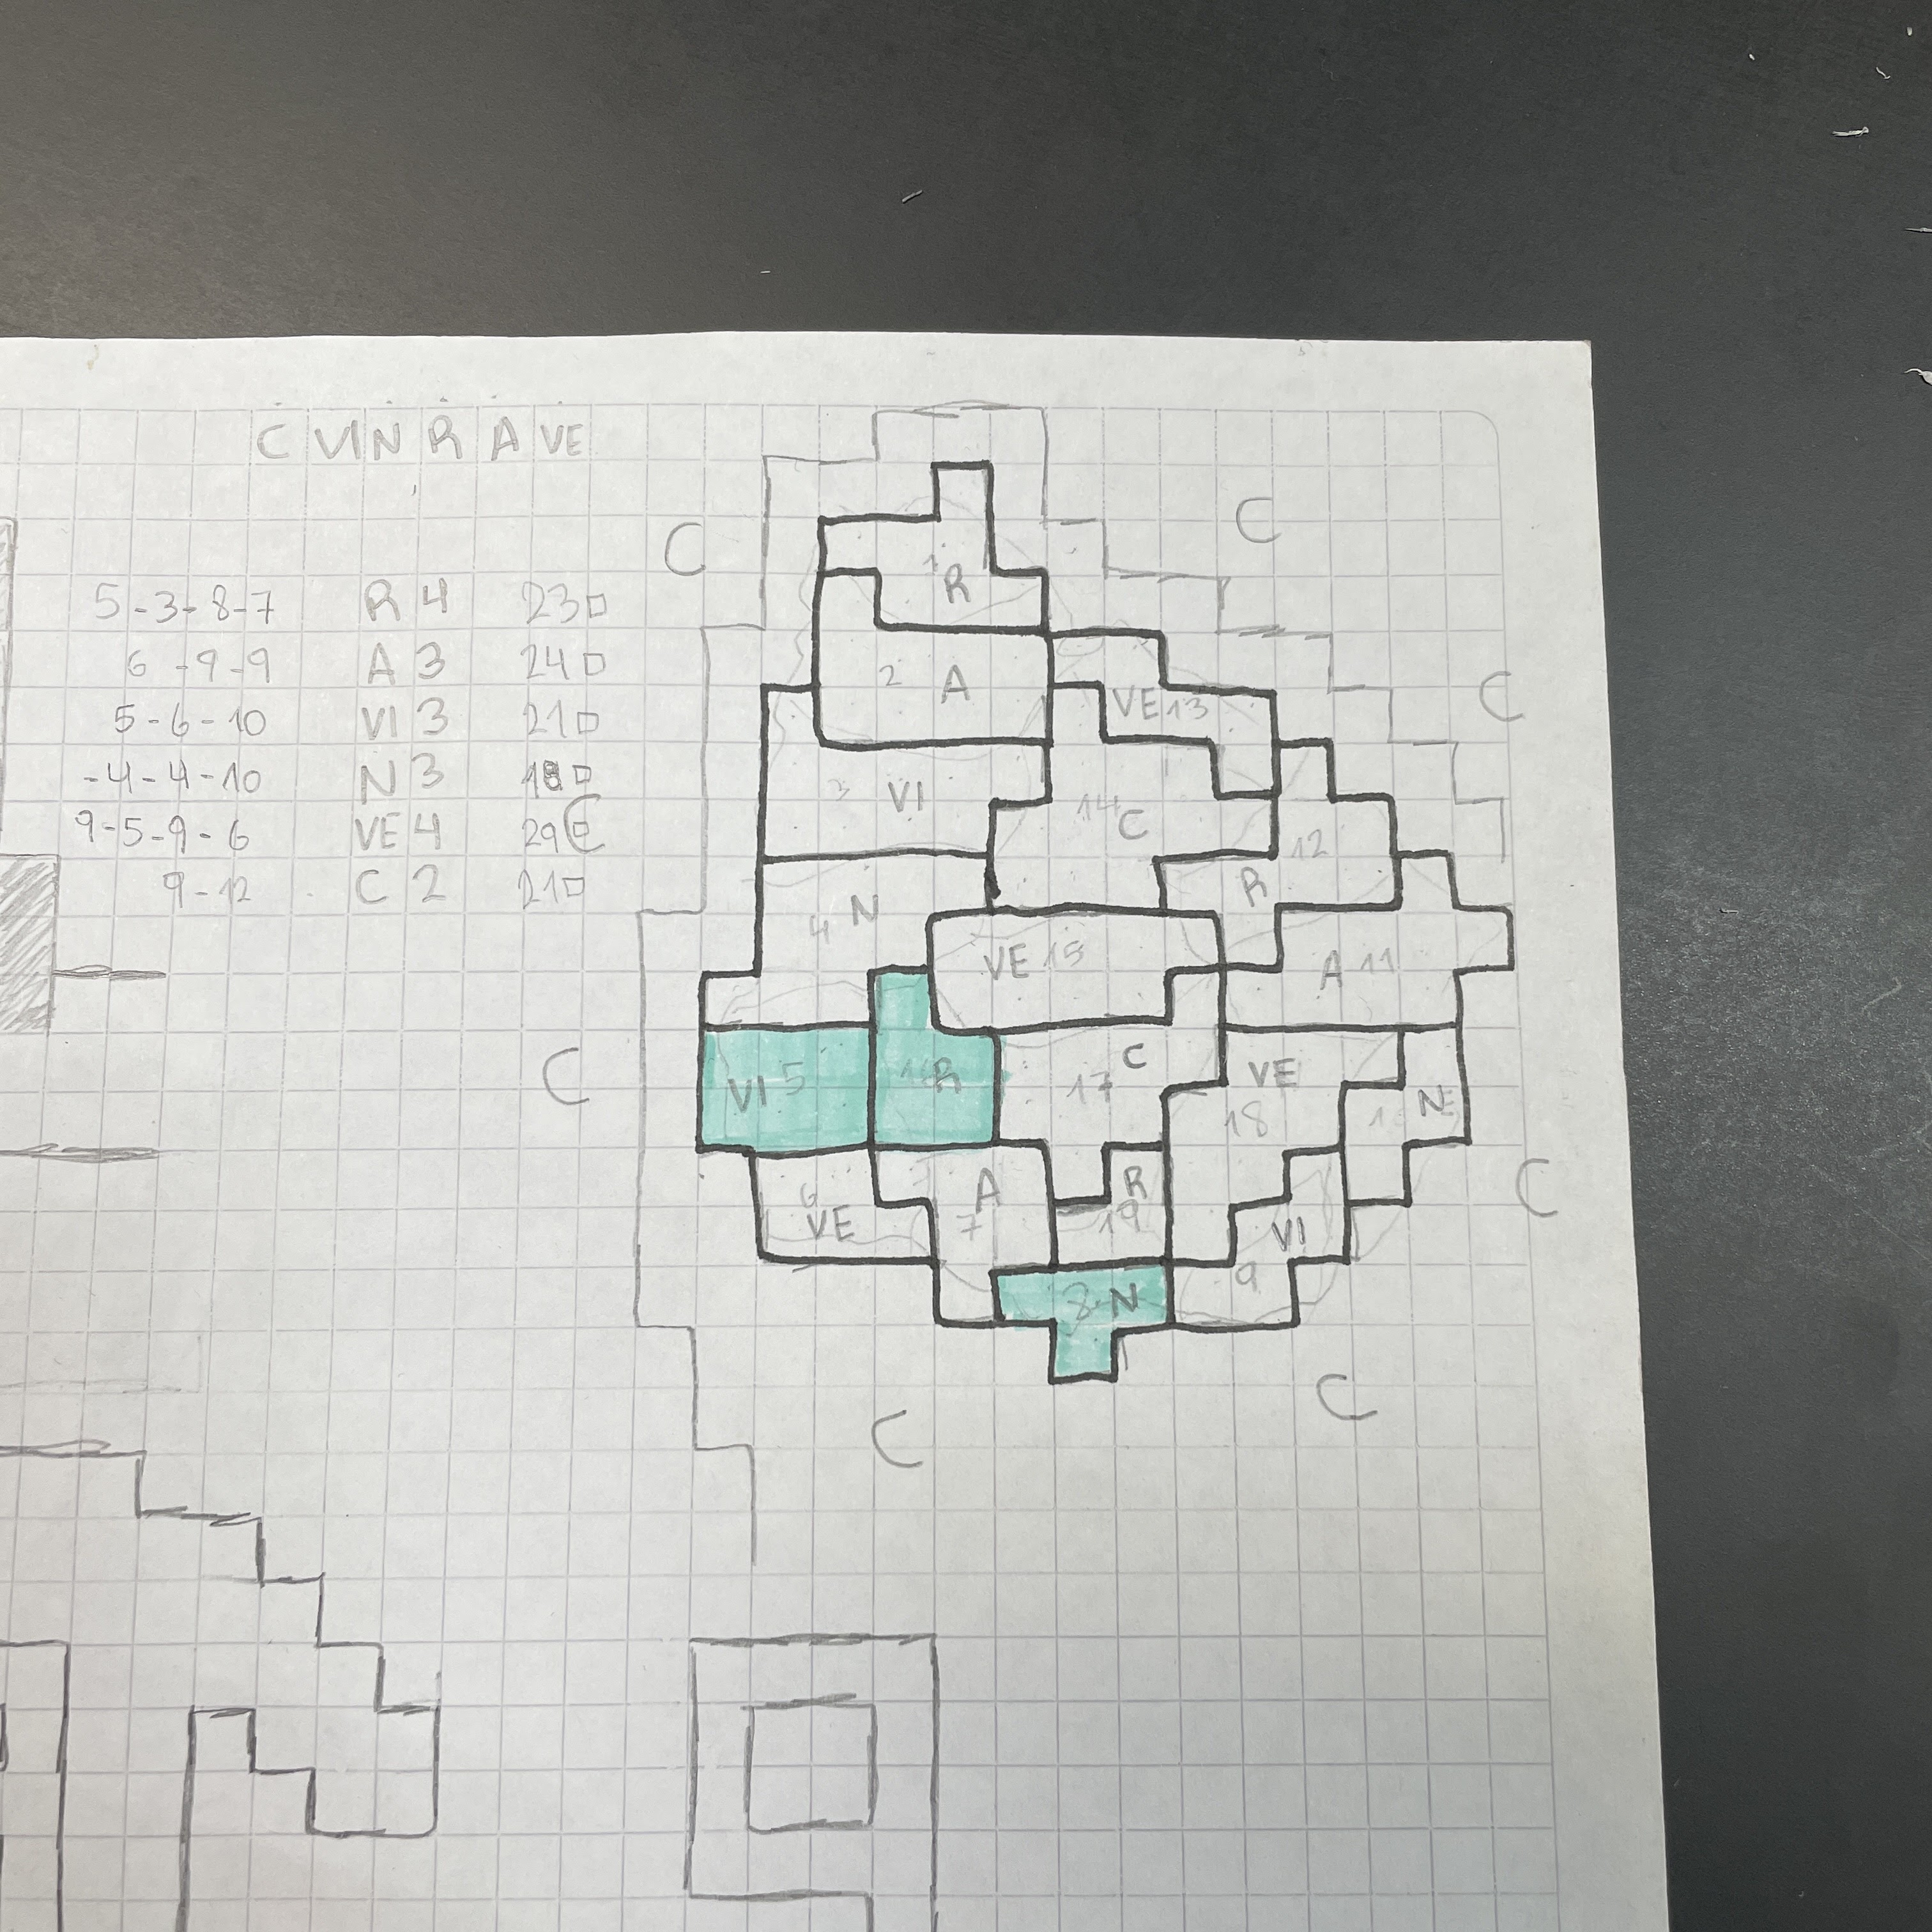 C VI N R A VE
5-3-8-7 R 4 23□
6-9-9 A 3 24□
5-6-10 VI 3 21□
-4-4-10 N 3 18□
9-5-9-6 VE 4 29
9-12 C 2 21□
C
C
1
R
2 A
VE 13
C
3 VI
14 C
12
R
4 N
VE 15
A 11
VI 5
R
17 C
VE
18
N
C
6
VE
A
7
R
19
VI
9
C
8 N
C
C